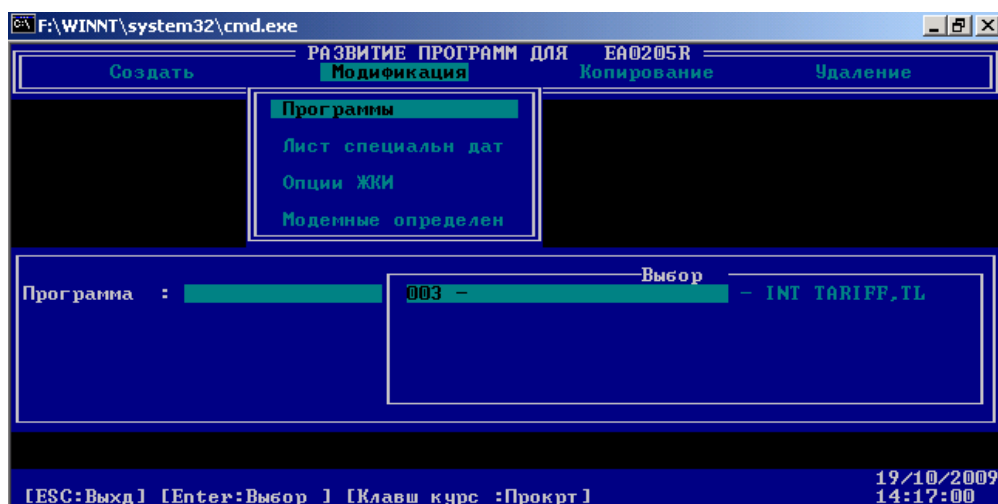 F:\WINNT\system32\cmd.exe
РАЗВИТИЕ ПРОГРАММ ДЛЯ EA0205R
Создать Модификация Копирование Удаление
Программы
Лист специальн дат
Опции ЖКИ
Модемные определен
Выбор
Программа : 003 - - INT TARIFF,TL
19/10/2009
[ESC:Выхд] [Enter:Выбор ] [Клавш курс :Прокрт] 14:17:00